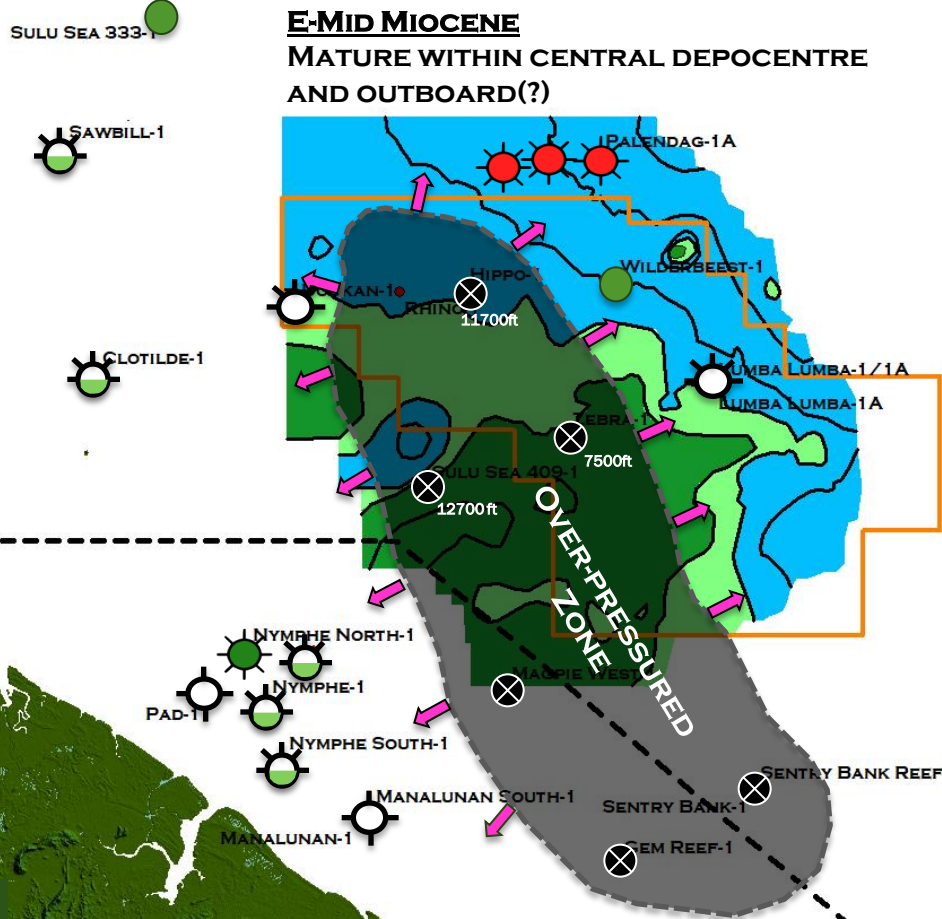 E-Mid Miocene
Mature within central depocentre
and outboard(?)
Sulu Sea 333-1
Sawbill-1
Palendag-1A
Wilderbeest-1
Hippo-
Rhino
11700ft
Clotilde-1
Lumba Lumba-1/1A
Lumba Lumba-1A
Zebra-1
7500ft
Sulu Sea 409-1
12700 ft
Over-pressured
Zone
Nymphe North-1
Nymphe-1
Pad-1
Magpie West-
Nymphe South-1
Sentry Bank Reef
Manalunan South-1
Sentry Bank-1
Manalunan-1
Gem Reef-1